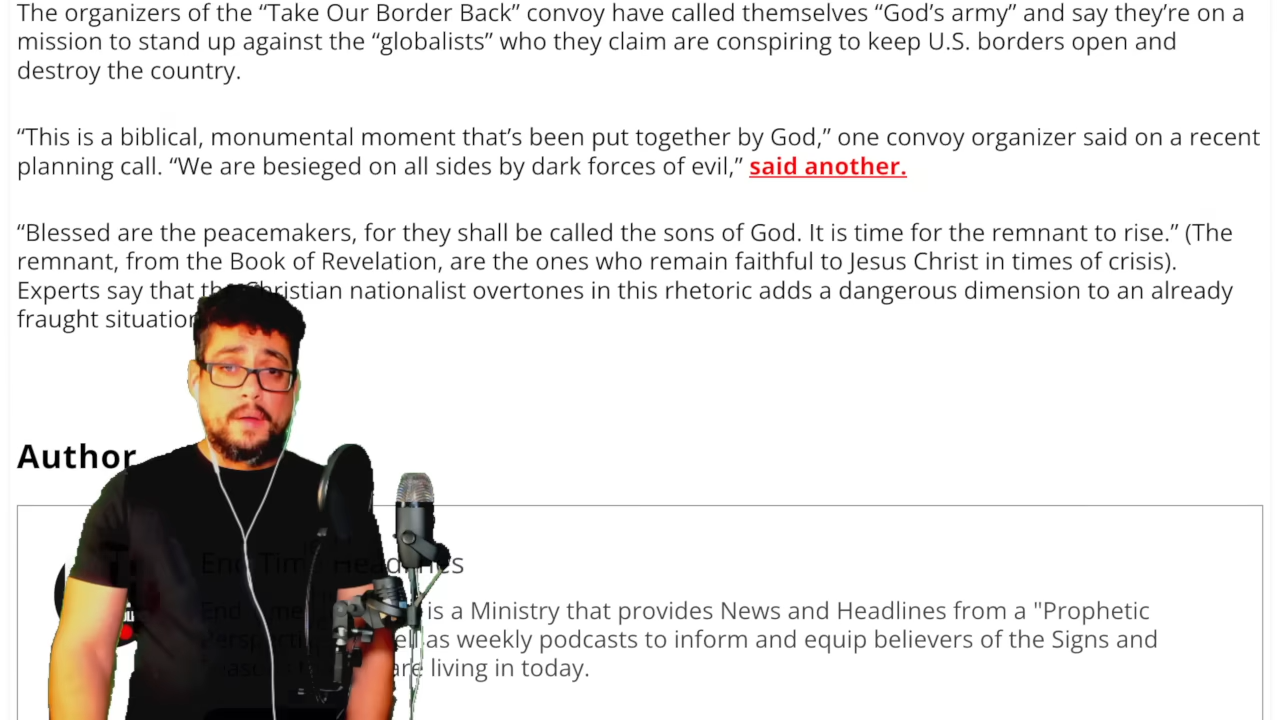 The organizers of the “Take Our Border Back” convoy have called themselves “God’s army” and say they’re on a
mission to stand up against the “globalists” who they claim are conspiring to keep U.S. borders open and
destroy the country.
“This is a biblical, monumental moment that’s been put together by God,” one convoy organizer said on a recent
planning call. “We are besieged on all sides by dark forces of evil,” said another.
“Blessed are the peacemakers, for they shall be called the sons of God. It is time for the remnant to rise.” (The
remnant, from the Book of Revelation, are the ones who remain faithful to Jesus Christ in times of crisis).
Experts say that the Christian nationalist overtones in this rhetoric adds a dangerous dimension to an already
fraught situation
Author
End Time Headlines
End is a Ministry that provides News and Headlines from a "Prophetic
as weekly podcasts to inform and equip believers of the Signs and
are living in today.